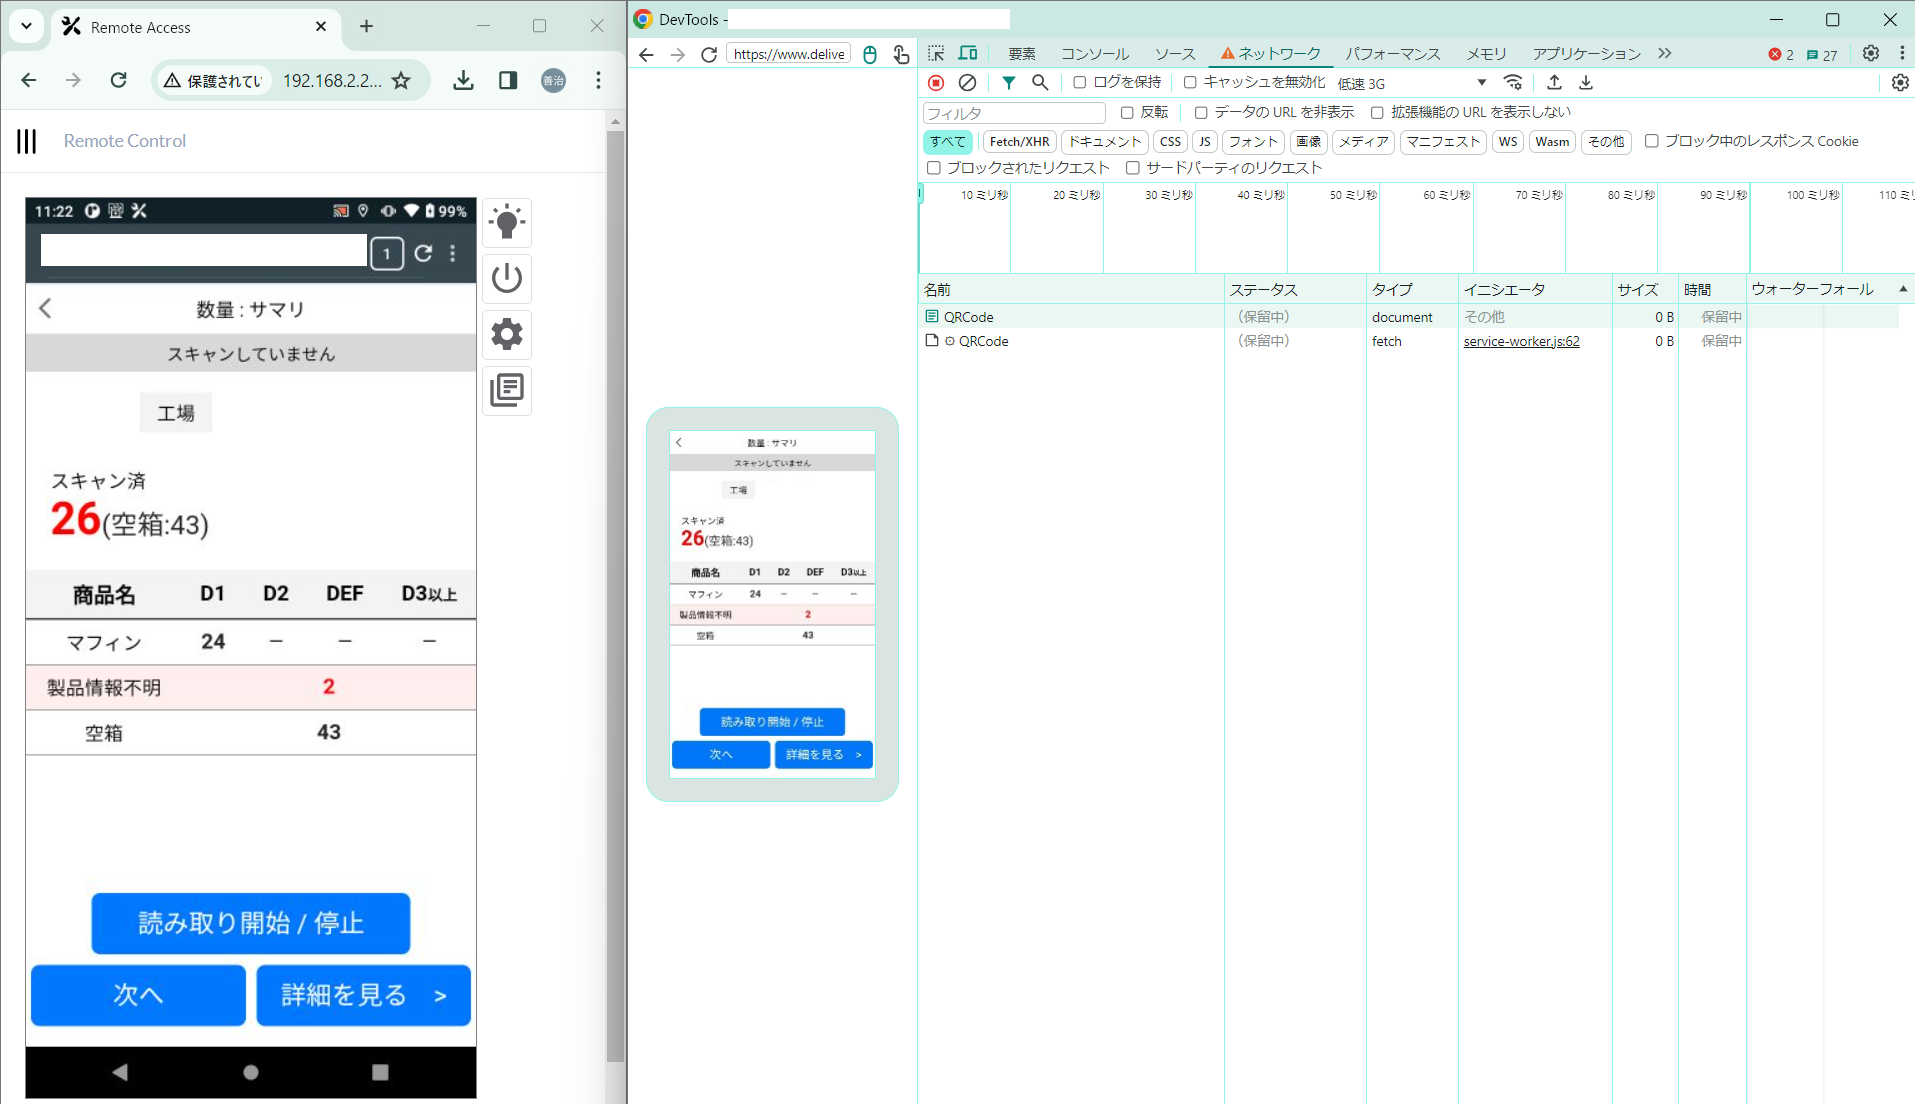 Remote Access
保護されてい
192.168.2.2...
善治
Remote Control
11:22
99%
1
数量 : サマリ
スキャンしていません
工場
スキャン済
26(空箱:43)
商品名 D1 D2 DEF D3以上
マフィン 24 − − −
製品情報不明 2
空箱 43
読み取り開始 / 停止
次へ
詳細を見る >
DevTools -
https://www.delive
数量 : サマリ
スキャンしていません
工場
スキャン済
26(空箱:43)
商品名 D1 D2 DEF D3以上
マフィン 24 − − −
製品情報不明 2
空箱 43
読み取り開始 / 停止
次へ
詳細を見る >
要素 コンソール ソース ネットワーク パフォーマンス メモリ アプリケーション
2 27
ログを保持 キャッシュを無効化 低速 3G
フィルタ 反転 データの URL を非表示 拡張機能の URL を表示しない
すべて Fetch/XHR ドキュメント CSS JS フォント 画像 メディア マニフェスト WS Wasm その他 ブロック中のレスポンス Cookie
ブロックされたリクエスト サードパーティのリクエスト
10 ミリ秒 20 ミリ秒 30 ミリ秒 40 ミリ秒 50 ミリ秒 60 ミリ秒 70 ミリ秒 80 ミリ秒 90 ミリ秒 100 ミリ秒 110 ミリ
名前 ステータス タイプ イニシエータ サイズ 時間 ウォーターフォール
QRCode (保留中) document その他 0 B 保留中
QRCode (保留中) fetch service-worker.js:62 0 B 保留中